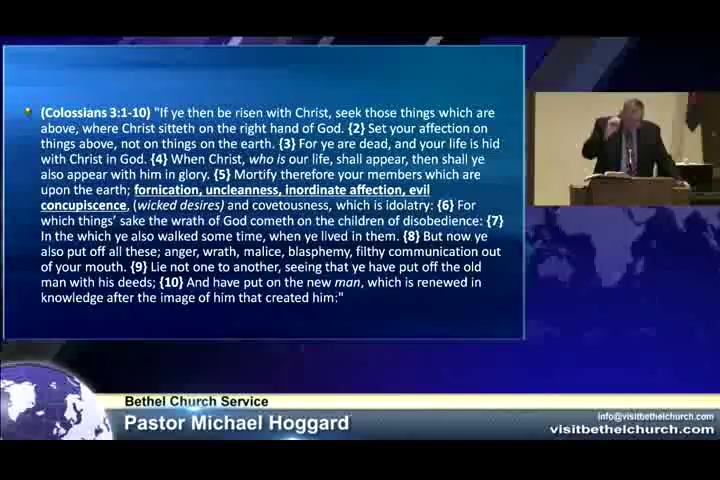 (Colossians 3:1-10) "If ye then be risen with Christ, seek those things which are
above, where Christ sitteth on the right hand of God. {2} Set your affection on
things above, not on things on the earth. {3} For ye are dead, and your life is hid
with Christ in God. {4} When Christ, who is our life, shall appear, then shall ye
also appear with him in glory. {5} Mortify therefore your members which are
upon the earth; fornication, uncleanness, inordinate affection, evil
concupiscence, (wicked desires) and covetousness, which is idolatry: {6} For
which things' sake the wrath of God cometh on the children of disobedience: {7}
In the which ye also walked some time, when ye lived in them. {8} But now ye
also put off all these; anger, wrath, malice, blasphemy, filthy communication out
of your mouth. {9} Lie not one to another, seeing that ye have put off the old
man with his deeds; {10} And have put on the new man, which is renewed in
knowledge after the image of him that created him:"
Bethel Church Service
Pastor Michael Hoggard
info@visitbethelchurch.com
visitbethelchurch.com